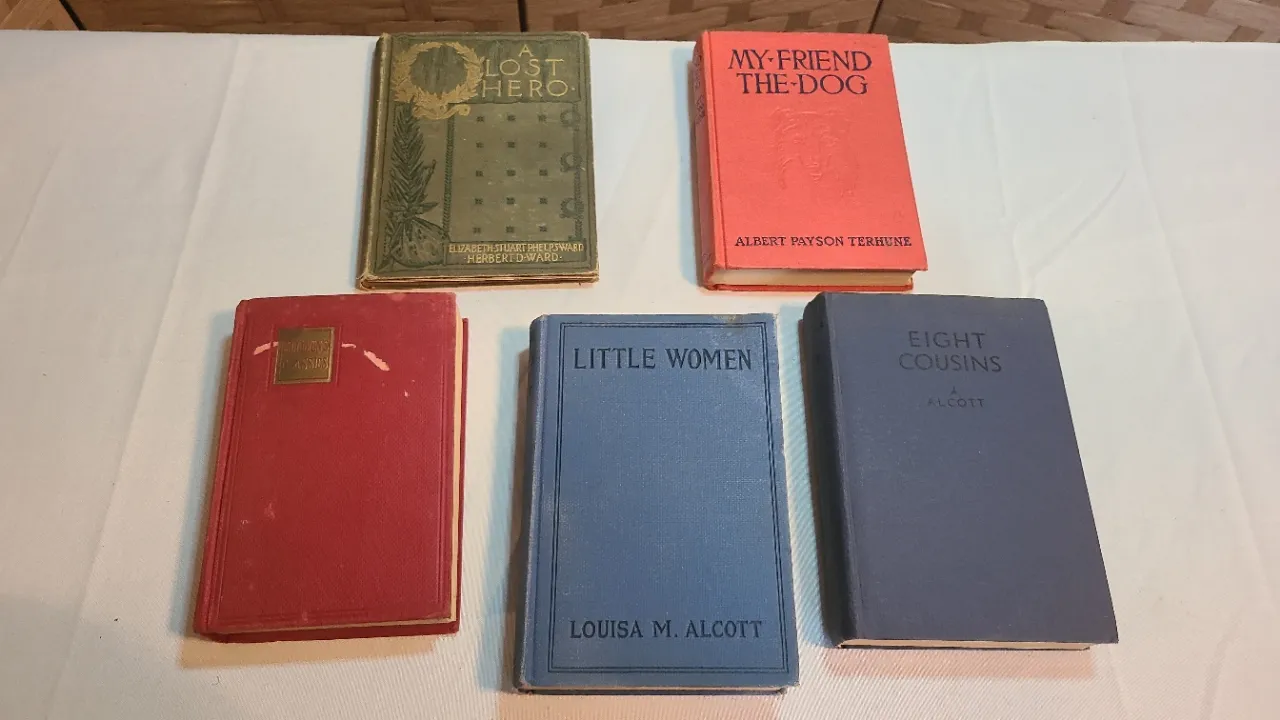 A
LOST
HERO
ELIZABETH·STUART PHELPS WARD
·HERBERT·D·WARD·
MY·FRIEND
THE·DOG
ALBERT PAYSON TERHUNE
LITTLE WOMEN
LOUISA M. ALCOTT
EIGHT
COUSINS
ALCOTT